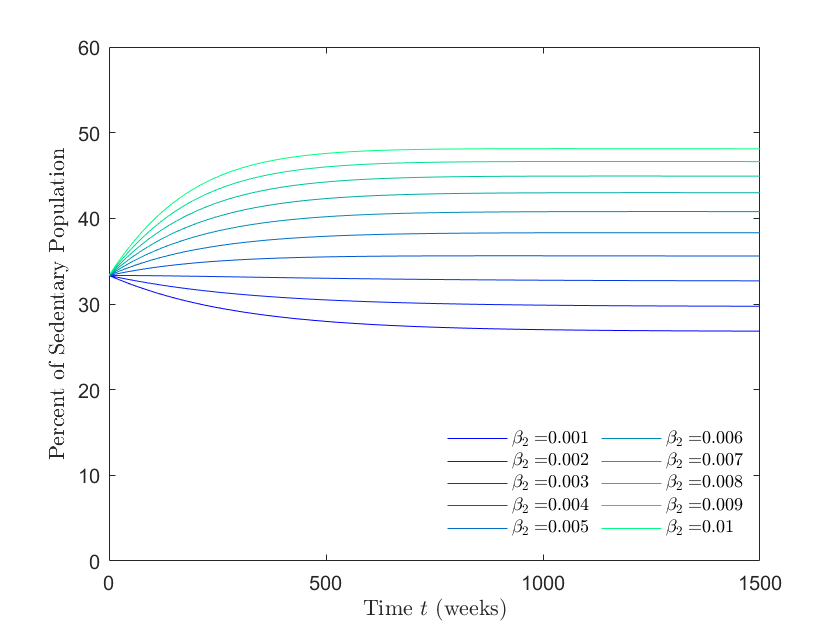 60
50
40
30
20
10
0
Percent of Sedentary Population
β₂ =0.001
β₂ =0.002
β₂ =0.003
β₂ =0.004
β₂ =0.005
β₂ =0.006
β₂ =0.007
β₂ =0.008
β₂ =0.009
β₂ =0.01
0 500 1000 1500
Time t (weeks)